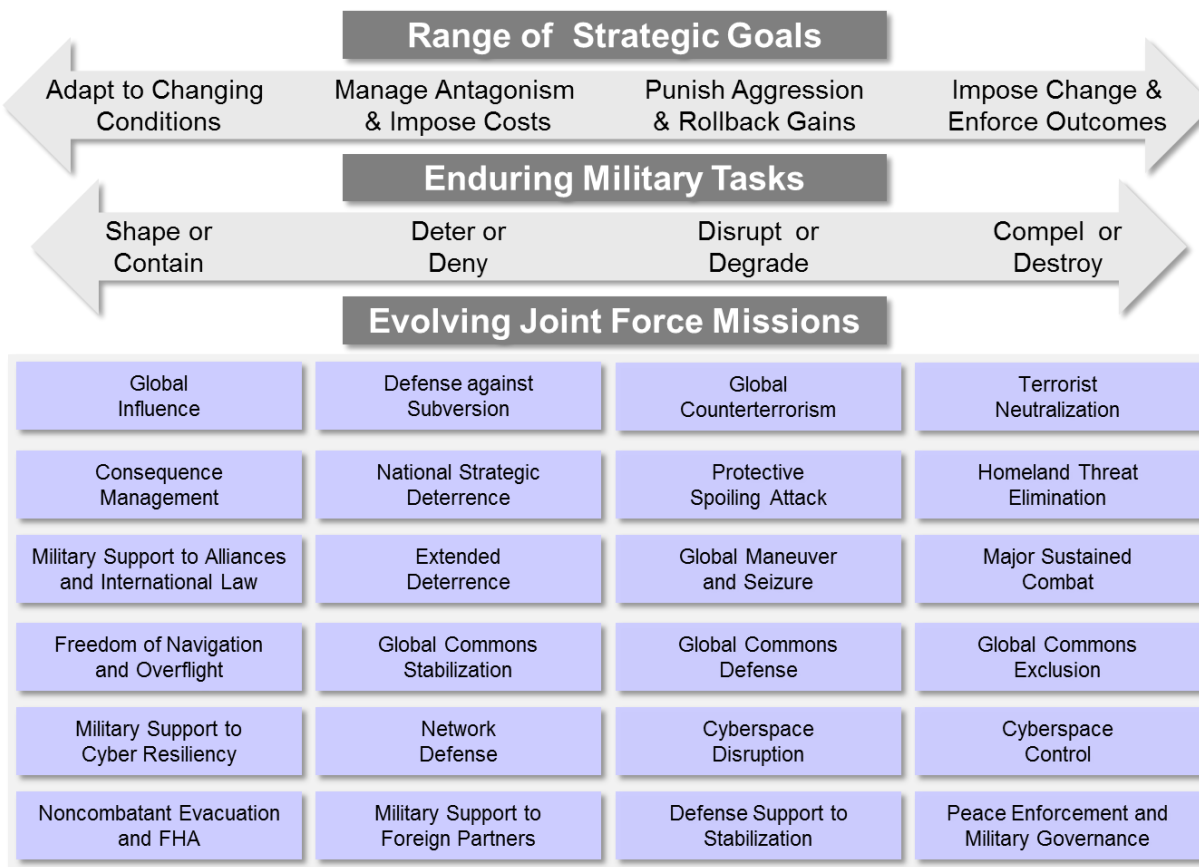 Range of Strategic Goals
Adapt to Changing
Conditions
Manage Antagonism
& Impose Costs
Punish Aggression
& Rollback Gains
Impose Change &
Enforce Outcomes
Enduring Military Tasks
Shape or
Contain
Deter or
Deny
Disrupt or
Degrade
Compel or
Destroy
Evolving Joint Force Missions
Global
Influence
Defense against
Subversion
Global
Counterterrorism
Terrorist
Neutralization
Consequence
Management
National Strategic
Deterrence
Protective
Spoiling Attack
Homeland Threat
Elimination
Military Support to Alliances
and International Law
Extended
Deterrence
Global Maneuver
and Seizure
Major Sustained
Combat
Freedom of Navigation
and Overflight
Global Commons
Stabilization
Global Commons
Defense
Global Commons
Exclusion
Military Support to
Cyber Resiliency
Network
Defense
Cyberspace
Disruption
Cyberspace
Control
Noncombatant Evacuation
and FHA
Military Support to
Foreign Partners
Defense Support to
Stabilization
Peace Enforcement and
Military Governance